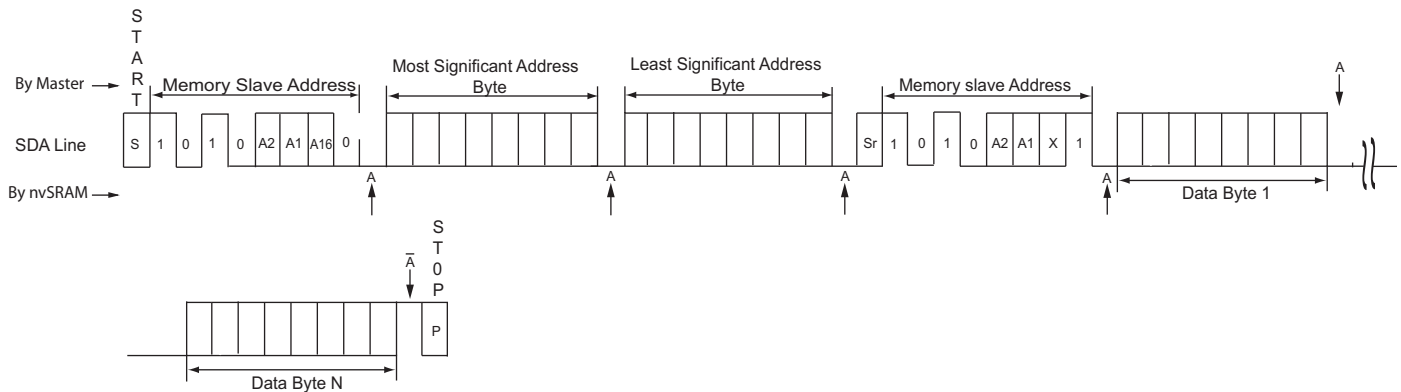 START
Memory Slave Address
Most Significant Address
Byte
Least Significant Address
Byte
Memory slave Address
A
By Master
SDA Line
S 1 0 1 0 A2 A1 A16 0
Sr 1 0 1 0 A2 A1 X 1
By nvSRAM
A
A
A
A
Data Byte 1
ST0P
Ā
P
Data Byte N